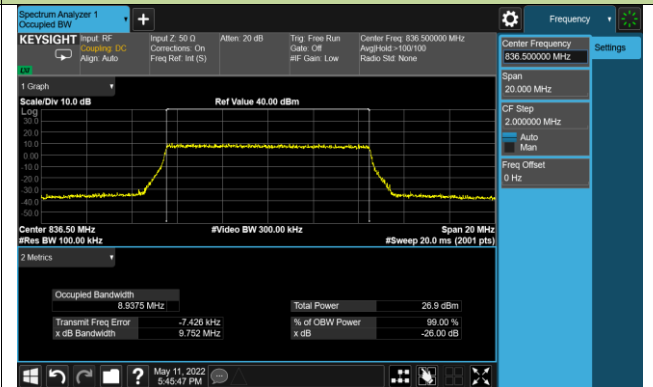 Spectrum Analyzer 1
Occupied BW
Frequency
KEYSIGHT
Input: RF
Coupling: DC
Align: Auto
Input Z: 50 Ω
Corrections: On
Freq Ref: Int (S)
Atten: 20 dB
Trig: Free Run
Gate: Off
#IF Gain: Low
Center Freq: 836.500000 MHz
Avg|Hold:>100/100
Radio Std: None
Center Frequency
836.500000 MHz
Settings
Span
20.000 MHz
CF Step
2.000000 MHz
Auto
Man
Freq Offset
0 Hz
1 Graph
Scale/Div 10.0 dB
Ref Value 40.00 dBm
Log
30.0
20.0
10.0
0.00
-10.0
-20.0
-30.0
-40.0
-50.0
Center 836.50 MHz
#Video BW 300.00 kHz
Span 20 MHz
#Res BW 100.00 kHz
#Sweep 20.0 ms (2001 pts)
2 Metrics
Occupied Bandwidth
8.9375 MHz
Total Power
26.9 dBm
Transmit Freq Error
-7.426 kHz
% of OBW Power
99.00 %
x dB Bandwidth
9.752 MHz
x dB
-26.00 dB
May 11, 2022
5:45:47 PM